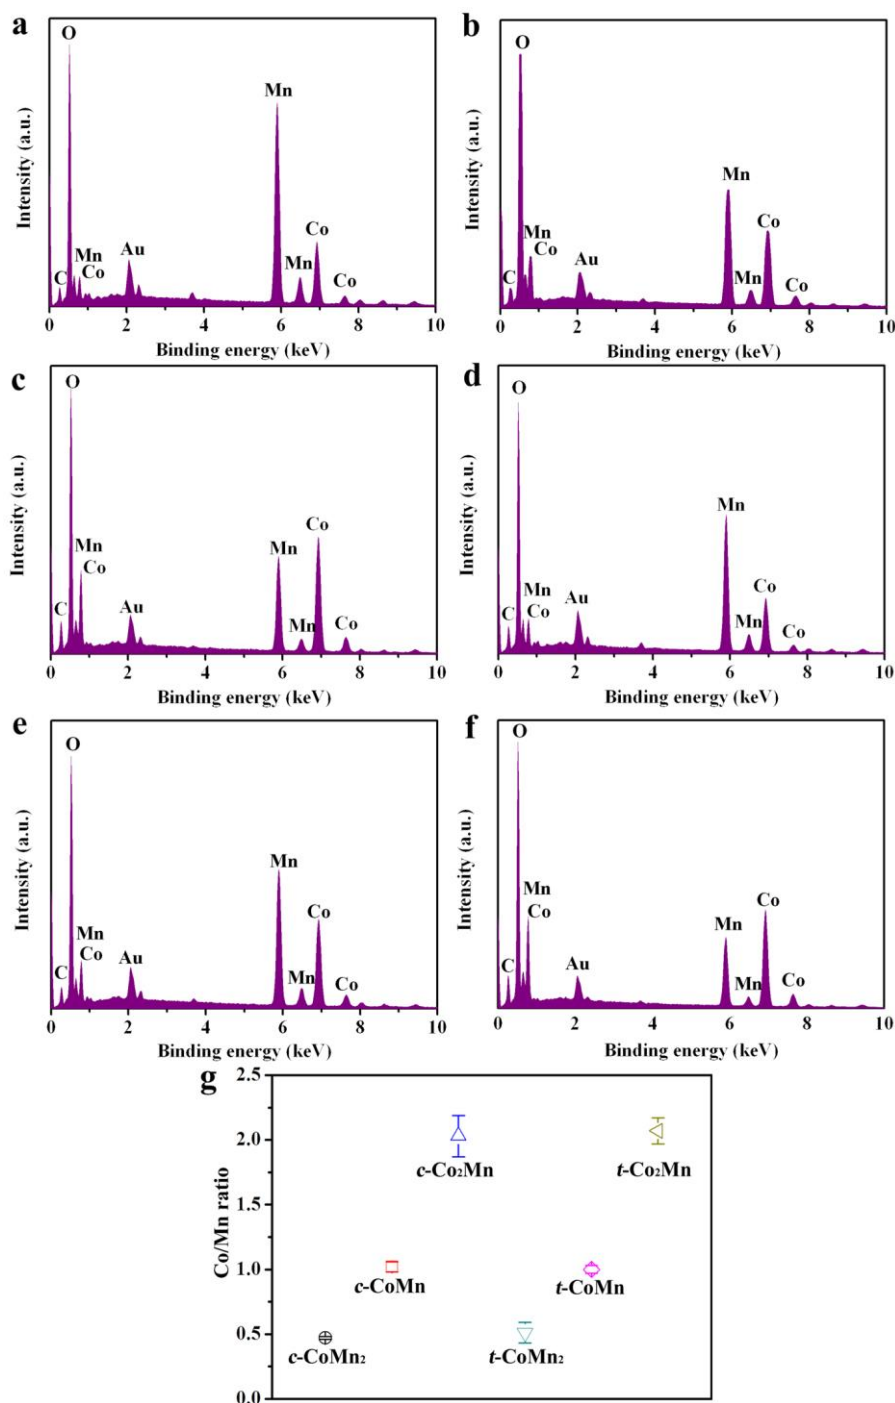 a
O
Mn
Co
C
Mn
Co
Au
Mn
Co
Intensity (a.u.)
0 2 4 6 8 10
Binding energy (keV)
b
O
Mn
Co
C
Mn
Co
Au
Mn
Co
Intensity (a.u.)
0 2 4 6 8 10
Binding energy (keV)
c
O
Mn
Co
C
Au
Mn
Co
Mn
Co
Intensity (a.u.)
0 2 4 6 8 10
Binding energy (keV)
d
O
Mn
Co
C
Mn
Co
Au
Mn
Co
Intensity (a.u.)
0 2 4 6 8 10
Binding energy (keV)
e
O
Mn
Co
C
Mn
Co
Au
Mn
Co
Intensity (a.u.)
0 2 4 6 8 10
Binding energy (keV)
f
O
Mn
Co
C
Au
Mn
Co
Mn
Co
Intensity (a.u.)
0 2 4 6 8 10
Binding energy (keV)
g
2.5
2.0
1.5
1.0
0.5
0.0
Co/Mn ratio
c-Co₂Mn
t-Co₂Mn
c-CoMn
t-CoMn
c-CoMn₂
t-CoMn₂